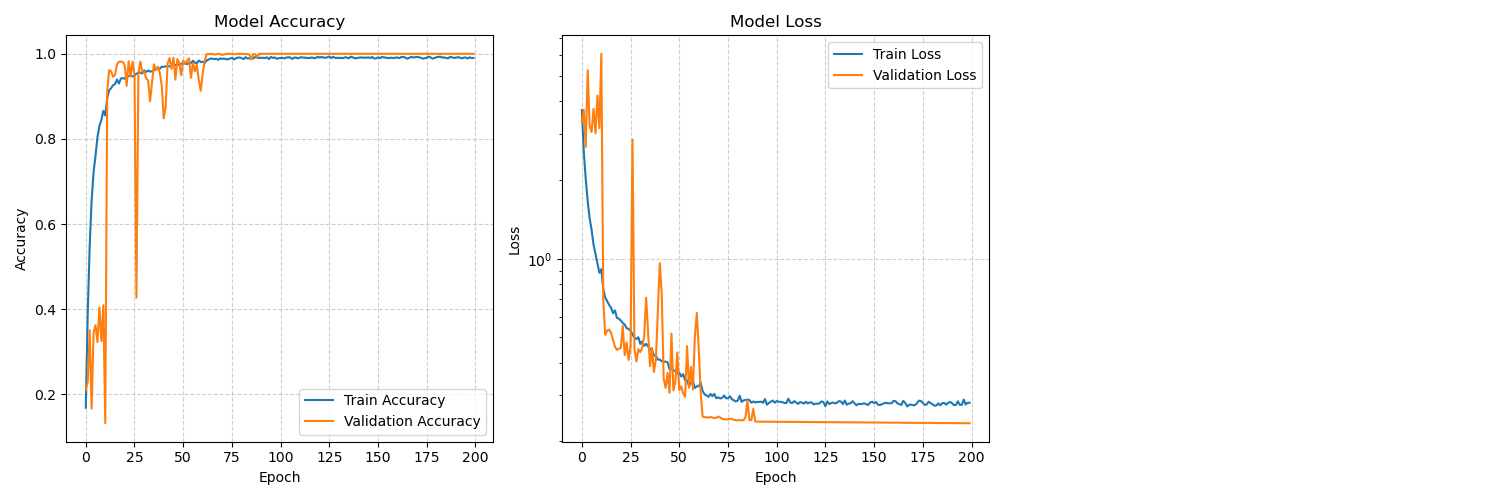 Model Accuracy
1.0
0.8
0.6
0.4
0.2
Accuracy
0 25 50 75 100 125 150 175 200
Epoch
Train Accuracy
Validation Accuracy
Model Loss
10⁰
Loss
0 25 50 75 100 125 150 175 200
Epoch
Train Loss
Validation Loss